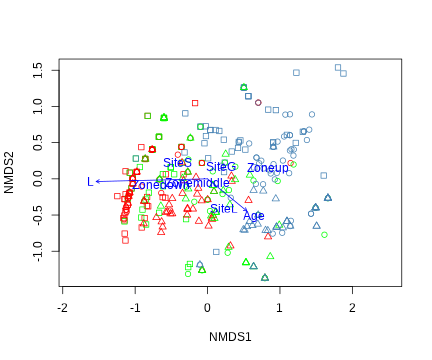 1.5
1.0
0.5
0.0
-0.5
-1.0
NMDS2
SiteS
SiteG
Zoneup
L
Zonedown
Zonemiddle
SiteL
Age
-2
-1
0
1
2
NMDS1